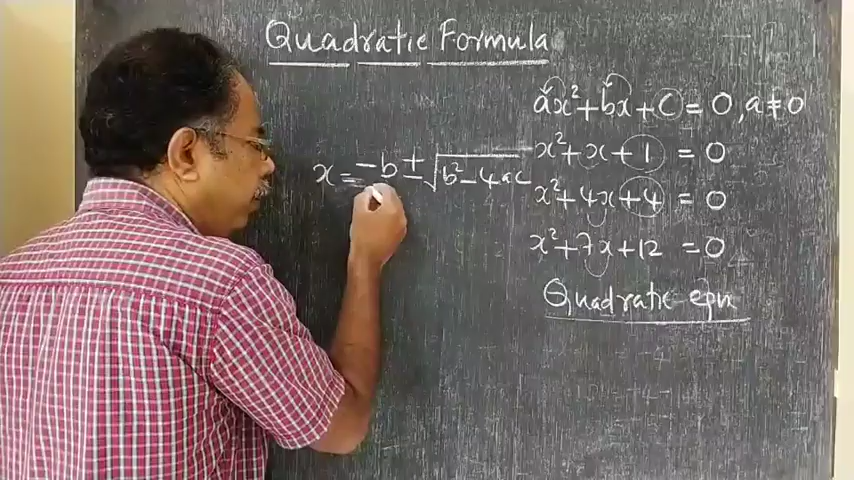 Quadratic Formula
ax²+bx+c = 0, a ≠ 0
x²+x+1 = 0
x = -b ± √b²-4ac
x²+4x+4 = 0
x²+7x+12 = 0
Quadratic eqn